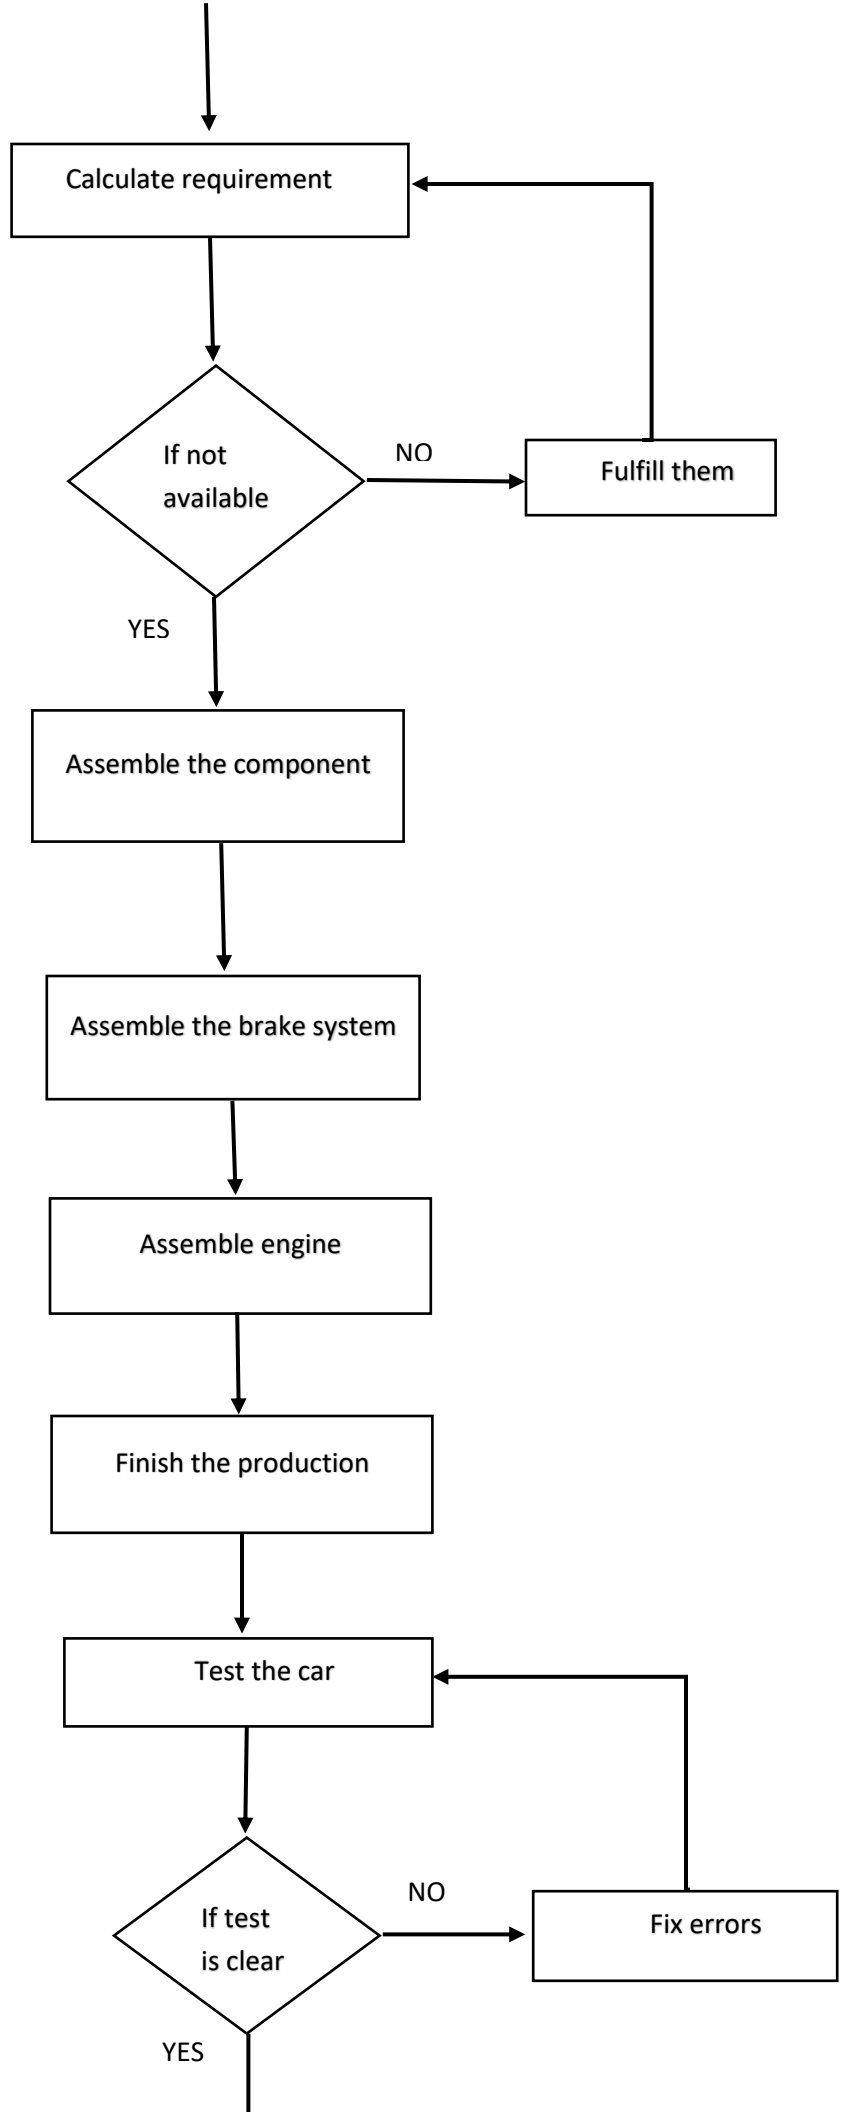 Calculate requirement
If not
available
NO
Fulfill them
YES
Assemble the component
Assemble the brake system
Assemble engine
Finish the production
Test the car
If test
is clear
NO
Fix errors
YES